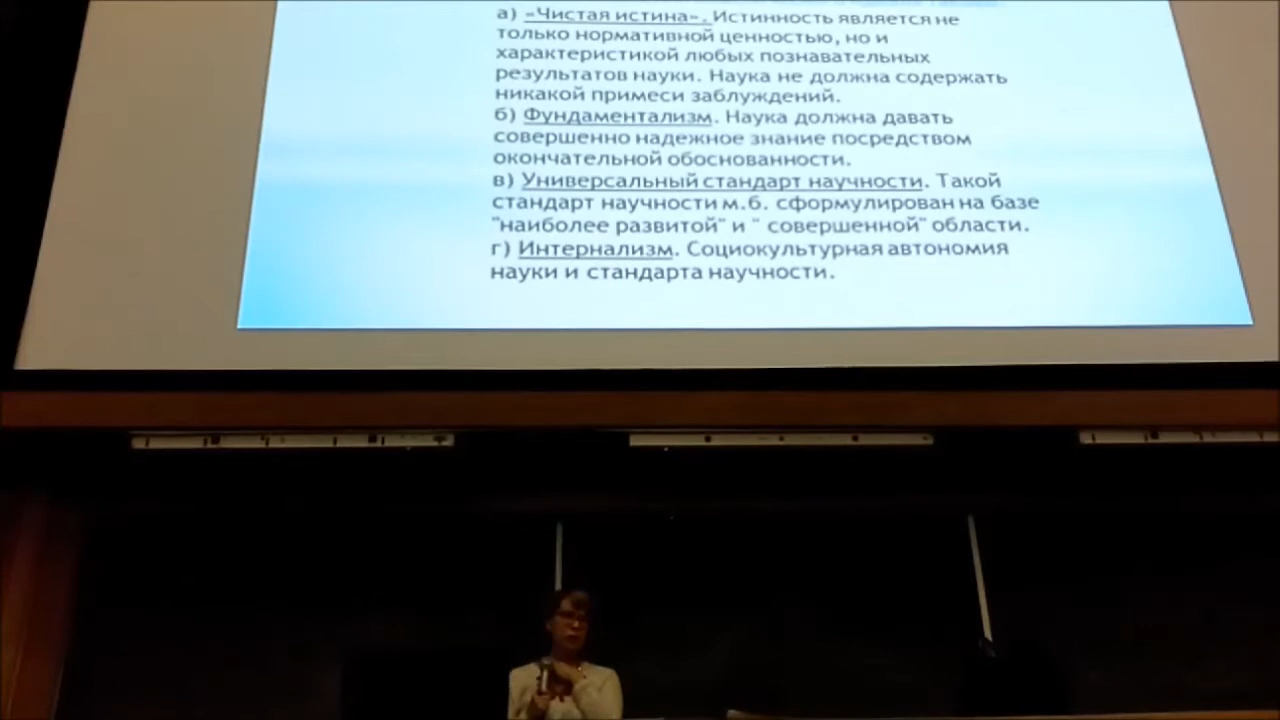 а) «Чистая истина». Истинность является не
только нормативной ценностью, но и
характеристикой любых познавательных
результатов науки. Наука не должна содержать
никакой примеси заблуждений.
б) Фундаментализм. Наука должна давать
совершенно надежное знание посредством
окончательной обоснованности.
в) Универсальный стандарт научности. Такой
стандарт научности м.б. сформулирован на базе
"наиболее развитой" и " совершенной" области.
г) Интернализм. Социокультурная автономия
науки и стандарта научности.